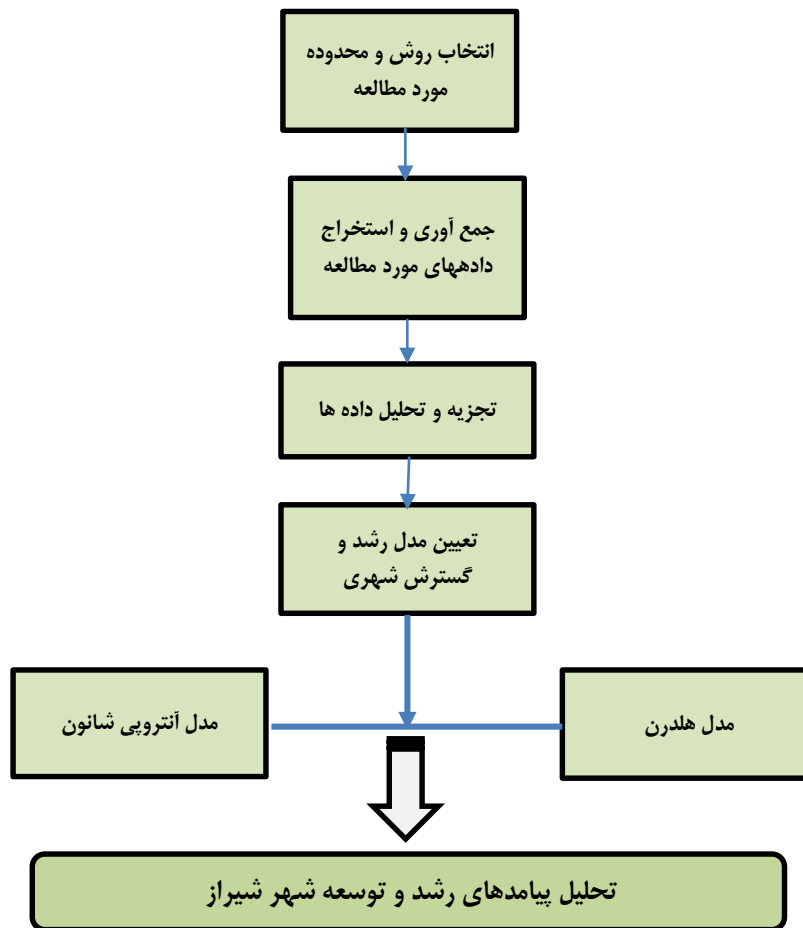 انتخاب روش و محدوده
مورد مطالعه
جمع آوری و استخراج
دادههای مورد مطالعه
تجزیه و تحلیل داده ها
تعیین مدل رشد و
گسترش شهری
مدل هلدرن
مدل آنتروپی شانون
تحلیل پیامدهای رشد و توسعه شهر شیراز